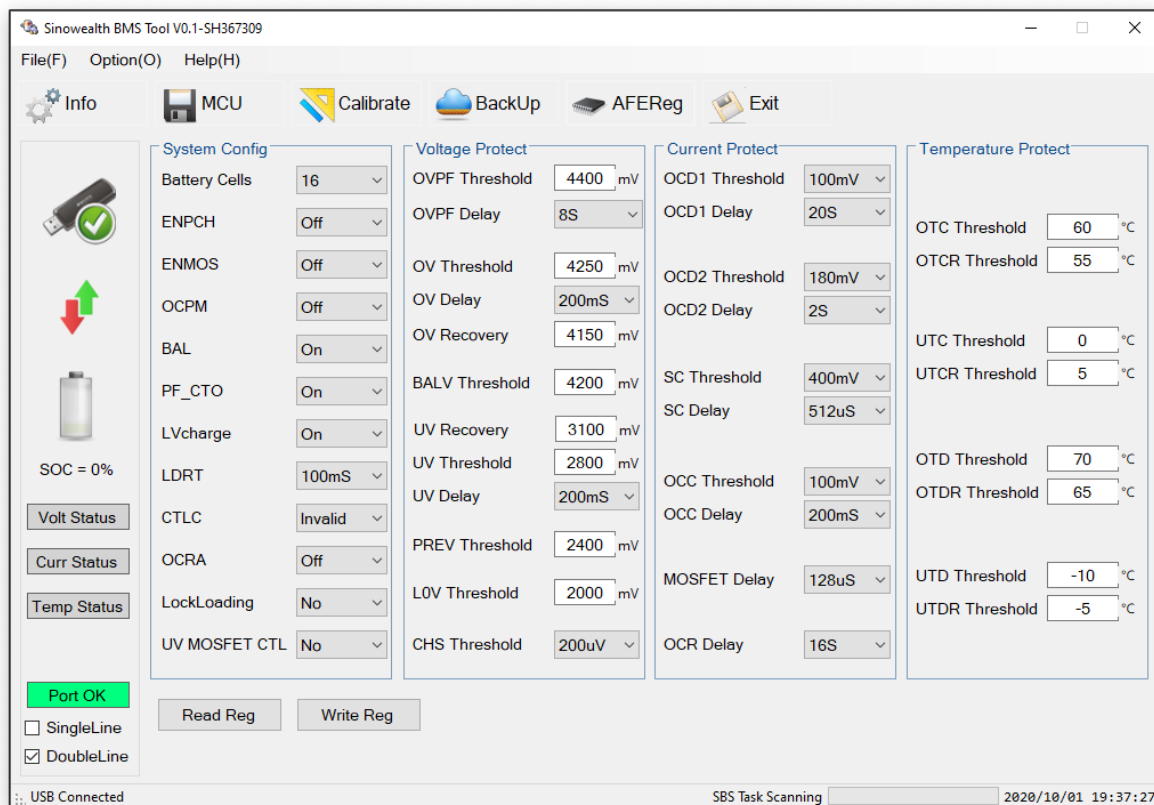 Sinowealth BMS Tool V0.1-SH367309
File(F) Option(O) Help(H)
Info MCU Calibrate BackUp AFEReg Exit
SOC = 0%
Volt Status
Curr Status
Temp Status
Port OK
SingleLine
DoubleLine
System Config
Battery Cells 16
ENPCH Off
ENMOS Off
OCPM Off
BAL On
PF_CTO On
LVcharge On
LDRT 100mS
CTLC Invalid
OCRA Off
LockLoading No
UV MOSFET CTL No
Voltage Protect
OVPF Threshold 4400 mV
OVPF Delay 8S
OV Threshold 4250 mV
OV Delay 200mS
OV Recovery 4150 mV
BALV Threshold 4200 mV
UV Recovery 3100 mV
UV Threshold 2800 mV
UV Delay 200mS
PREV Threshold 2400 mV
L0V Threshold 2000 mV
CHS Threshold 200uV
Current Protect
OCD1 Threshold 100mV
OCD1 Delay 20S
OCD2 Threshold 180mV
OCD2 Delay 2S
SC Threshold 400mV
SC Delay 512uS
OCC Threshold 100mV
OCC Delay 200mS
MOSFET Delay 128uS
OCR Delay 16S
Temperature Protect
OTC Threshold 60 °C
OTCR Threshold 55 °C
UTC Threshold 0 °C
UTCR Threshold 5 °C
OTD Threshold 70 °C
OTDR Threshold 65 °C
UTD Threshold -10 °C
UTDR Threshold -5 °C
Read Reg Write Reg
USB Connected SBS Task Scanning 2020/10/01 19:37:27